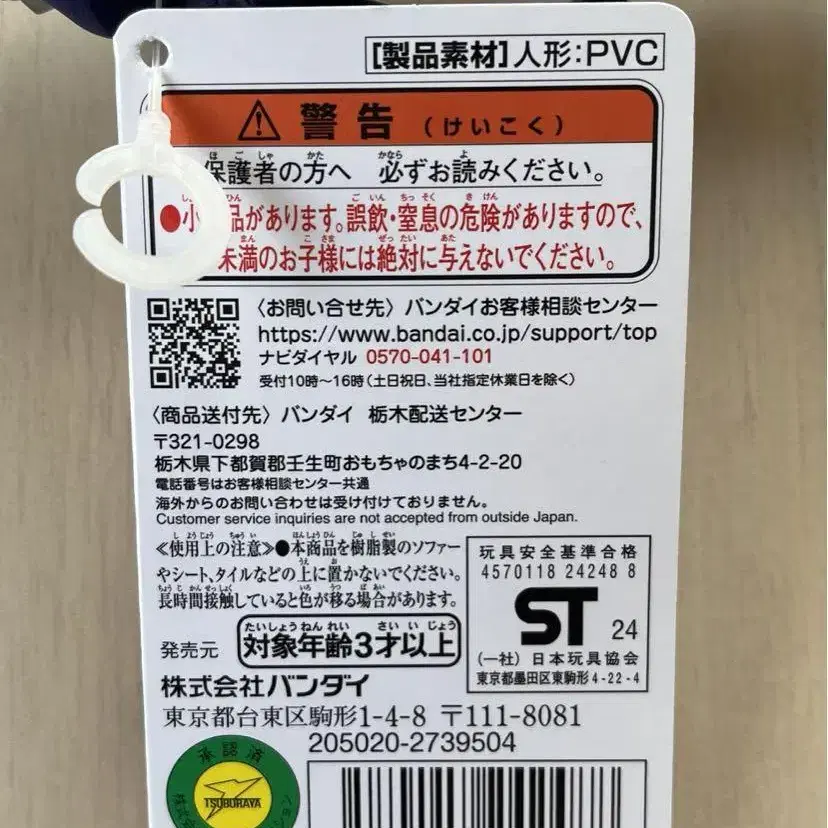 [製品素材]人形:PVC
警告 (けいこく)
保護者の方へ 必ずお読みください。
●小 品があります。誤飲・窒息の危険がありますので、
未満のお子様には絶対に与えないでください。
〈お問い合せ先〉バンダイお客様相談センター
https://www.bandai.co.jp/support/top
ナビダイヤル 0570-041-101
受付10時〜16時(土日祝日、当社指定休業日を除く)
〈商品送付先〉バンダイ 栃木配送センター
〒321-0298
栃木県下都賀郡壬生町おもちゃのまち4-2-20
電話番号はお客様相談センター共通
海外からのお問い合わせは受け付けておりません。
Customer service inquiries are not accepted from outside Japan.
≪使用上の注意≫●本商品を樹脂製のソファー
やシート、タイルなどの上に置かないでください。
長時間接触していると色が移る場合があります。
玩具安全基準合格
4570118 24248 8
ST 24
(一社)日本玩具協会
東京都墨田区東駒形4-22-4
発売元
対象年齢3才以上
株式会社バンダイ
東京都台東区駒形1-4-8 〒111-8081
205020-2739504
承認済
TSUBURAYA
株式